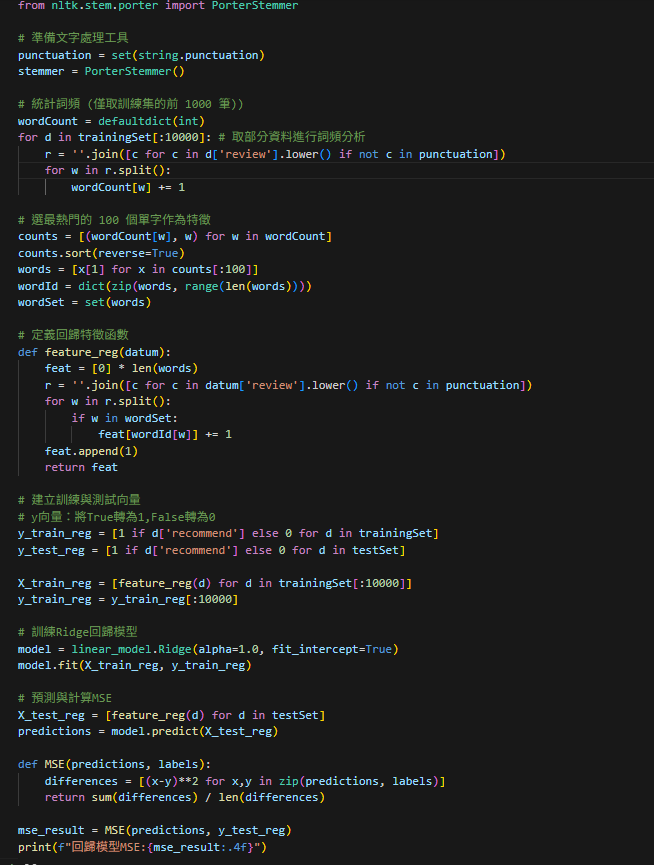 from nltk.stem.porter import PorterStemmer
# 準備文字處理工具
punctuation = set(string.punctuation)
stemmer = PorterStemmer()
# 統計詞頻 (僅取訓練集的前 1000 筆))
wordCount = defaultdict(int)
for d in trainingSet[:10000]: # 取部分資料進行詞頻分析
    r = ''.join([c for c in d['review'].lower() if not c in punctuation])
    for w in r.split():
        wordCount[w] += 1
# 選最熱門的 100 個單字作為特徵
counts = [(wordCount[w], w) for w in wordCount]
counts.sort(reverse=True)
words = [x[1] for x in counts[:100]]
wordId = dict(zip(words, range(len(words))))
wordSet = set(words)
# 定義回歸特徵函數
def feature_reg(datum):
    feat = [0] * len(words)
    r = ''.join([c for c in datum['review'].lower() if not c in punctuation])
    for w in r.split():
        if w in wordSet:
            feat[wordId[w]] += 1
    feat.append(1)
    return feat
# 建立訓練與測試向量
# y向量：將True轉為1,False轉為0
y_train_reg = [1 if d['recommend'] else 0 for d in trainingSet]
y_test_reg = [1 if d['recommend'] else 0 for d in testSet]
X_train_reg = [feature_reg(d) for d in trainingSet[:10000]]
y_train_reg = y_train_reg[:10000]
# 訓練Ridge回歸模型
model = linear_model.Ridge(alpha=1.0, fit_intercept=True)
model.fit(X_train_reg, y_train_reg)
# 預測與計算MSE
X_test_reg = [feature_reg(d) for d in testSet]
predictions = model.predict(X_test_reg)
def MSE(predictions, labels):
    differences = [(x-y)**2 for x,y in zip(predictions, labels)]
    return sum(differences) / len(differences)
mse_result = MSE(predictions, y_test_reg)
print(f"回歸模型MSE:{mse_result:.4f}")